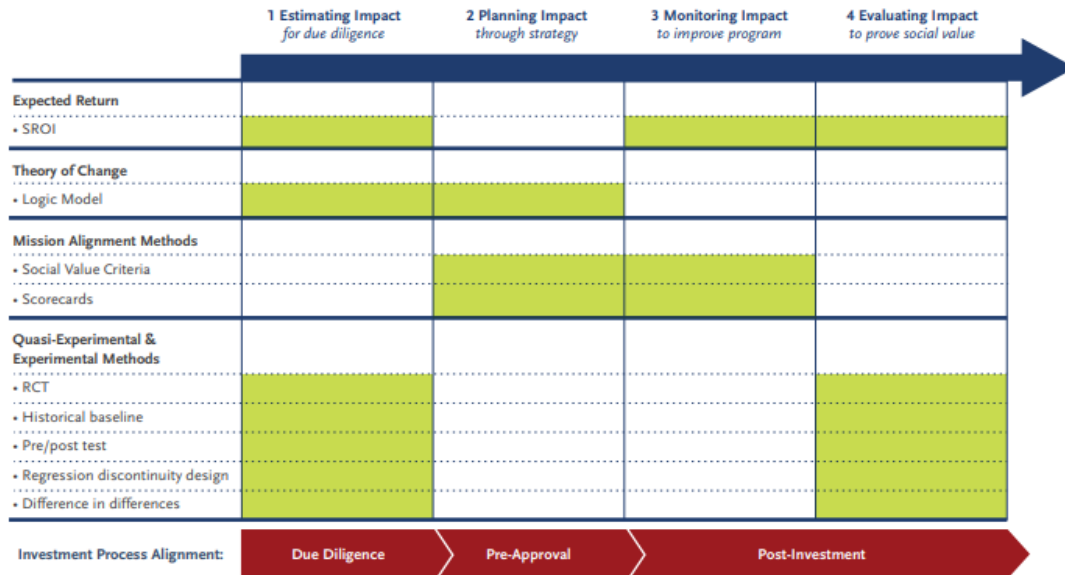 1 Estimating Impact
for due diligence
2 Planning Impact
through strategy
3 Monitoring Impact
to improve program
4 Evaluating Impact
to prove social value
Expected Return
• SROI
Theory of Change
• Logic Model
Mission Alignment Methods
• Social Value Criteria
• Scorecards
Quasi-Experimental &
Experimental Methods
• RCT
• Historical baseline
• Pre/post test
• Regression discontinuity design
• Difference in differences
Investment Process Alignment:
Due Diligence
Pre-Approval
Post-Investment